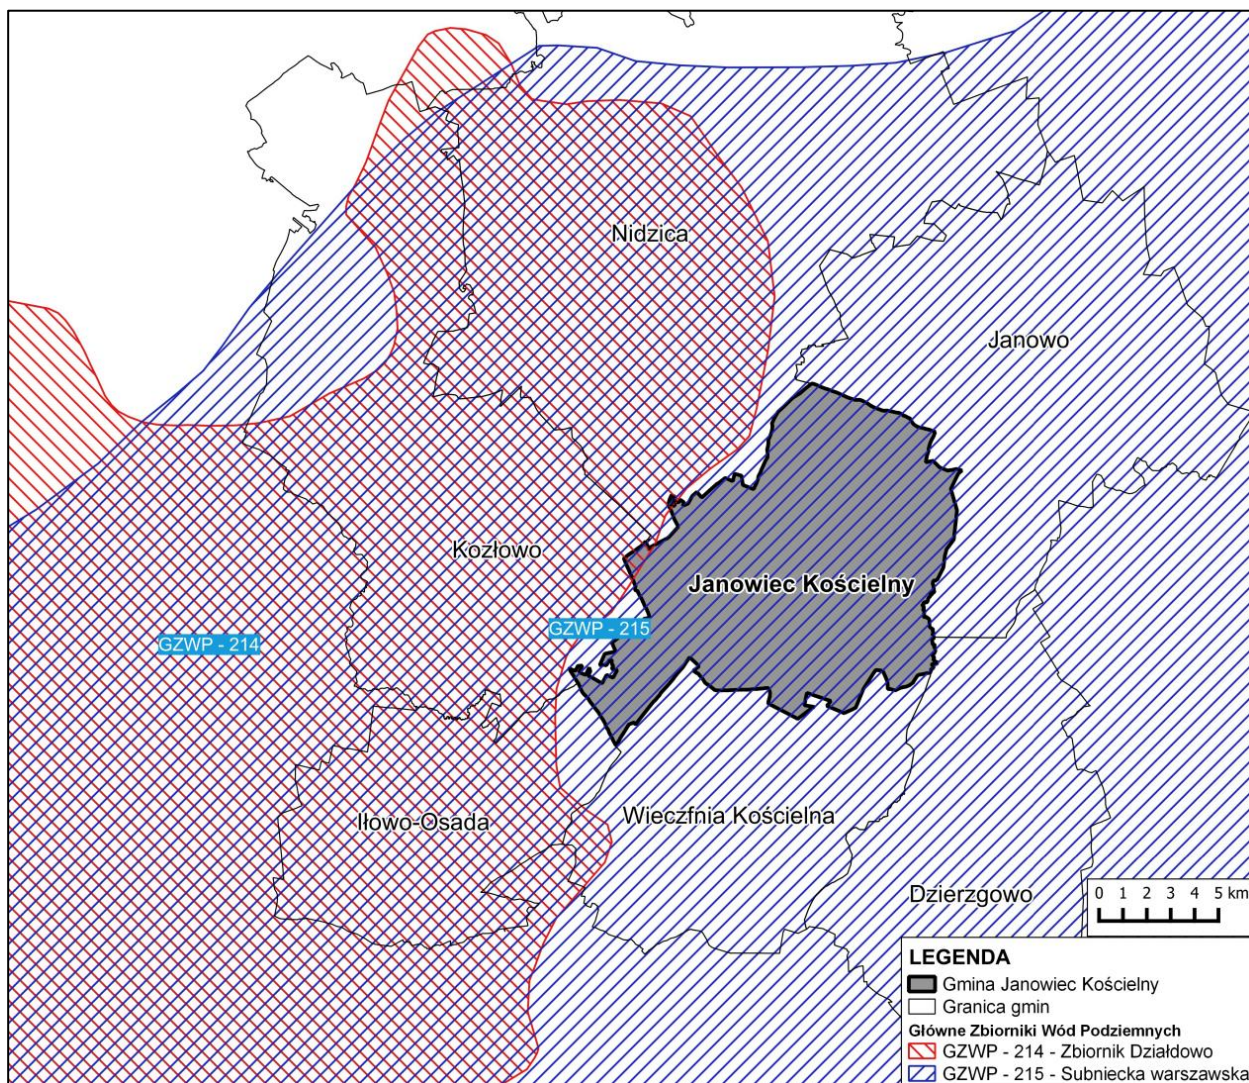 Nidzica
Janowo
Kozłowo
Janowiec Kościelny
GZWP - 215
GZWP - 214
Iłowo-Osada
Wieczfnia Kościelna
Dzierzgowo
0 1 2 3 4 5 km
LEGENDA
Gmina Janowiec Kościelny
Granica gmin
Główne Zbiorniki Wód Podziemnych
GZWP - 214 - Zbiornik Działdowo
GZWP - 215 - Subniecka warszawska